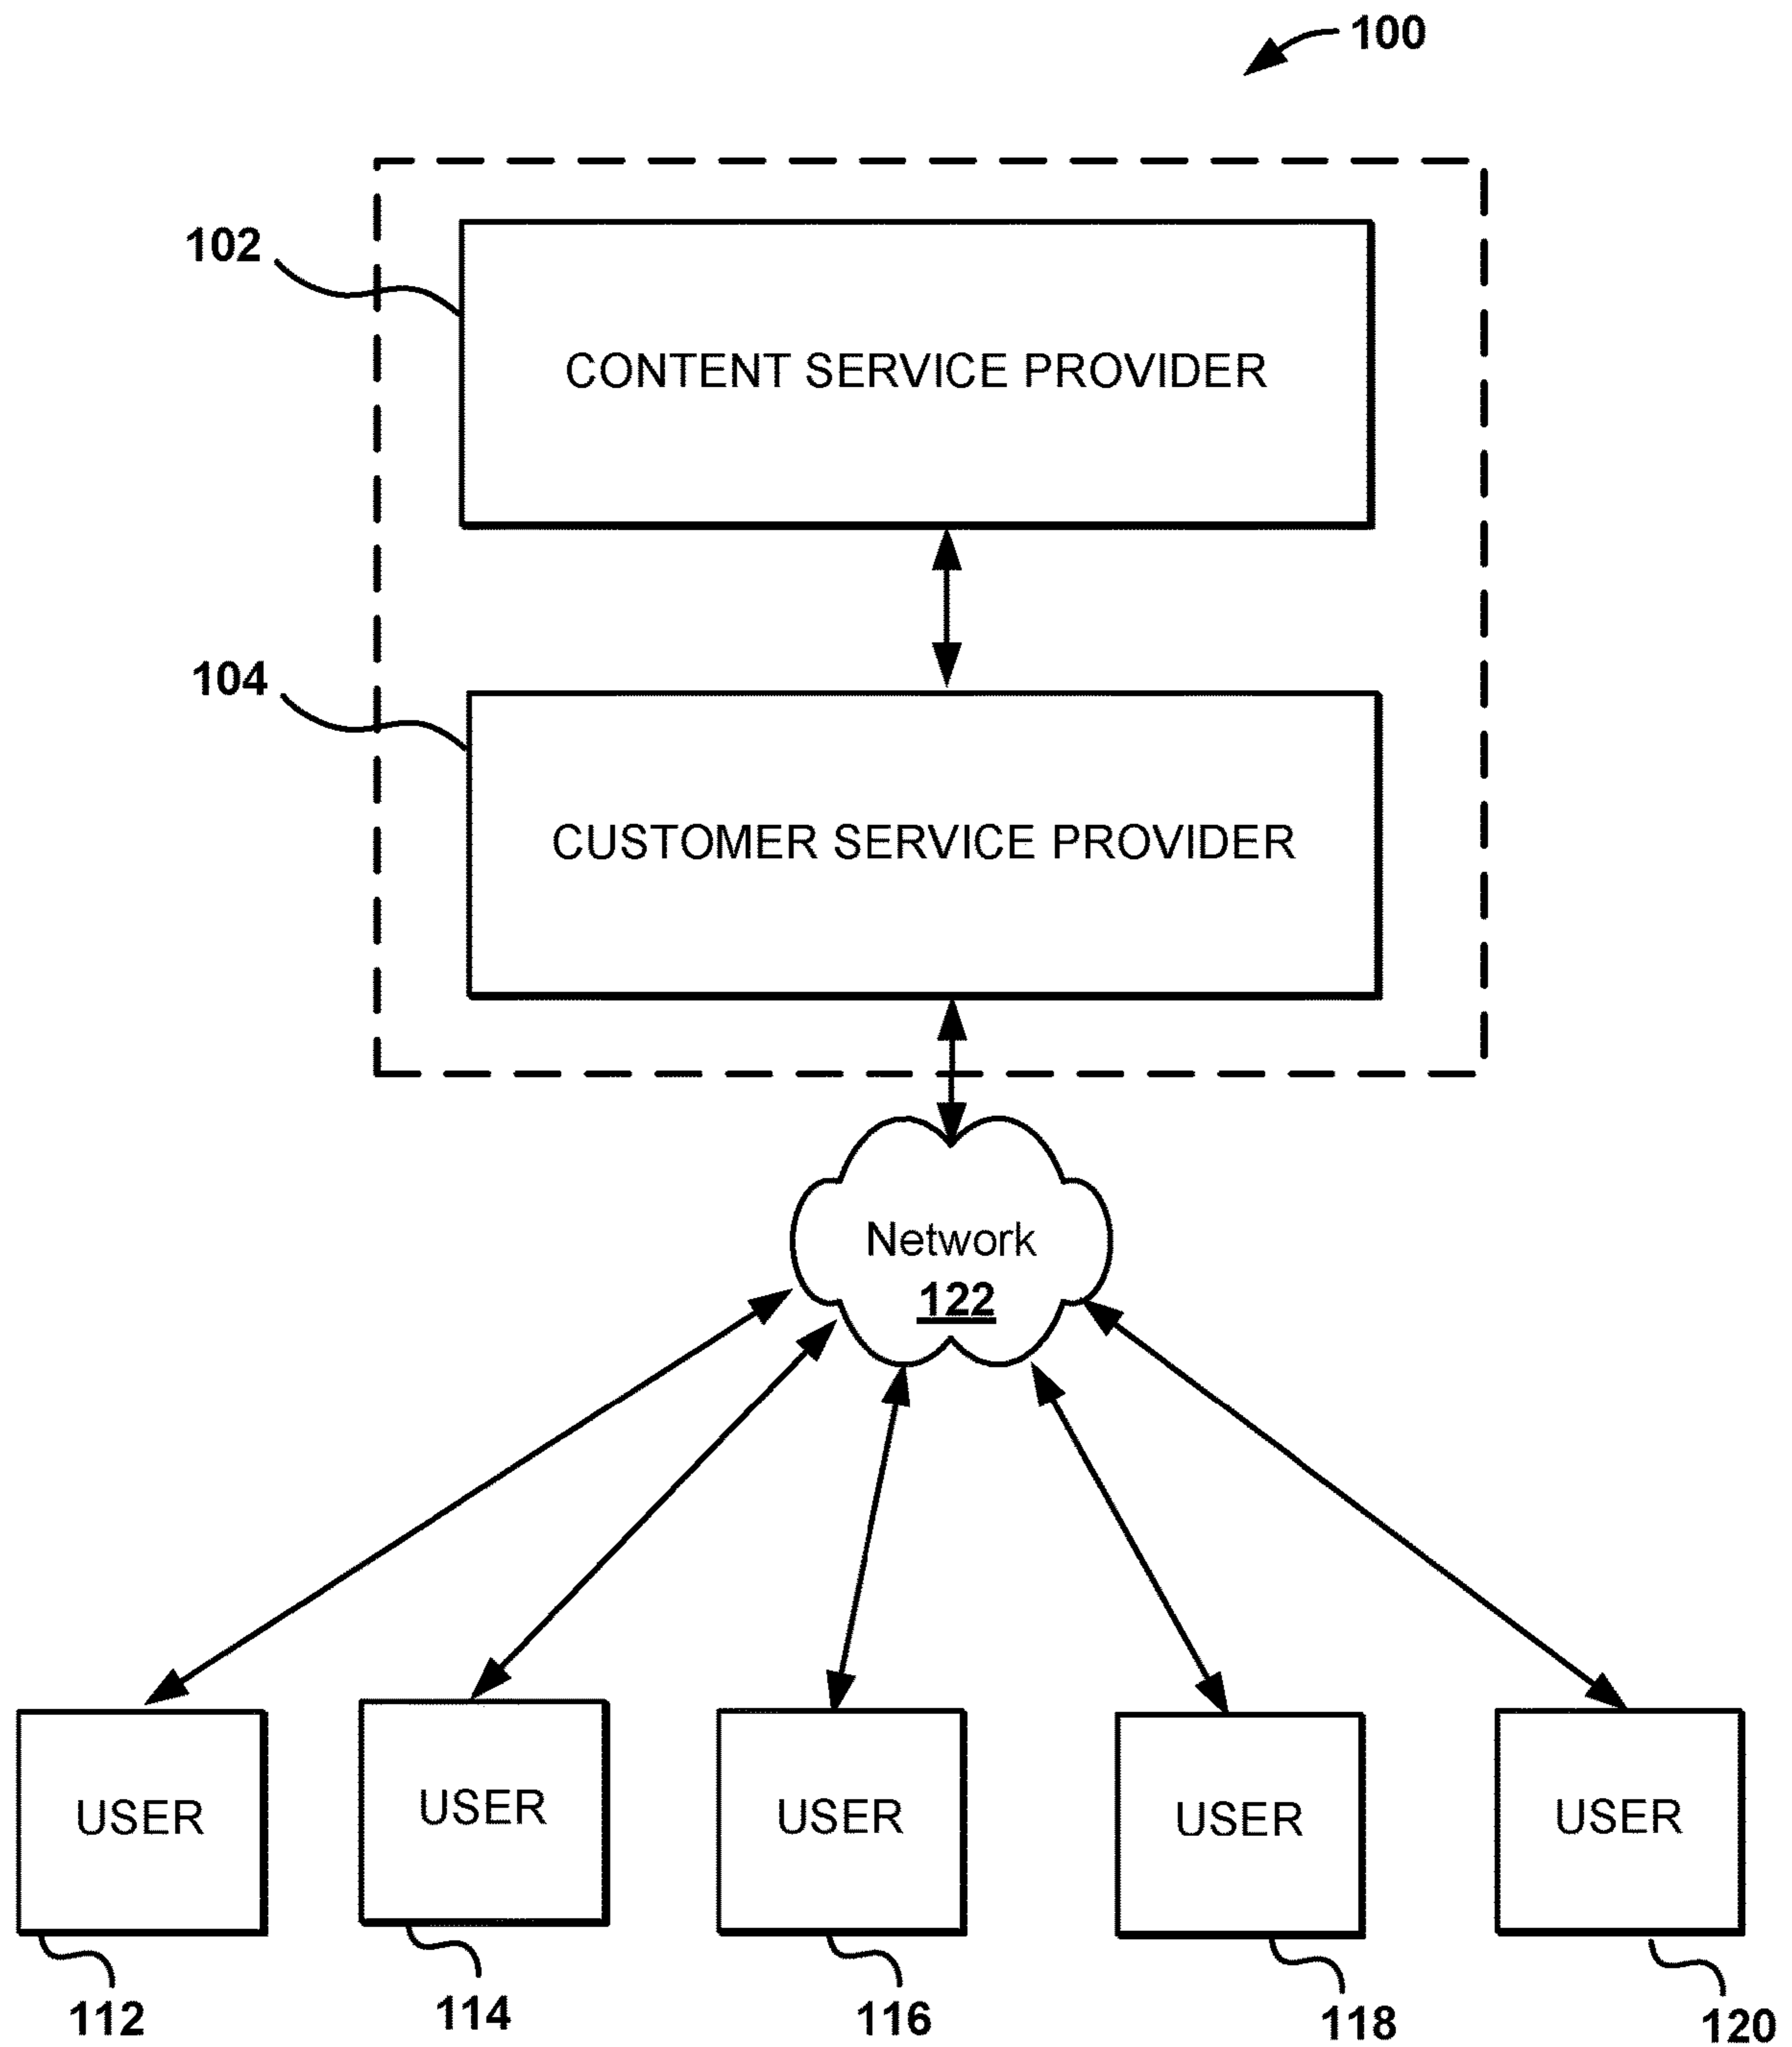 100
102
CONTENT SERVICE PROVIDER
104
CUSTOMER SERVICE PROVIDER
Network
122
USER
USER
USER
USER
USER
112
114
116
118
120